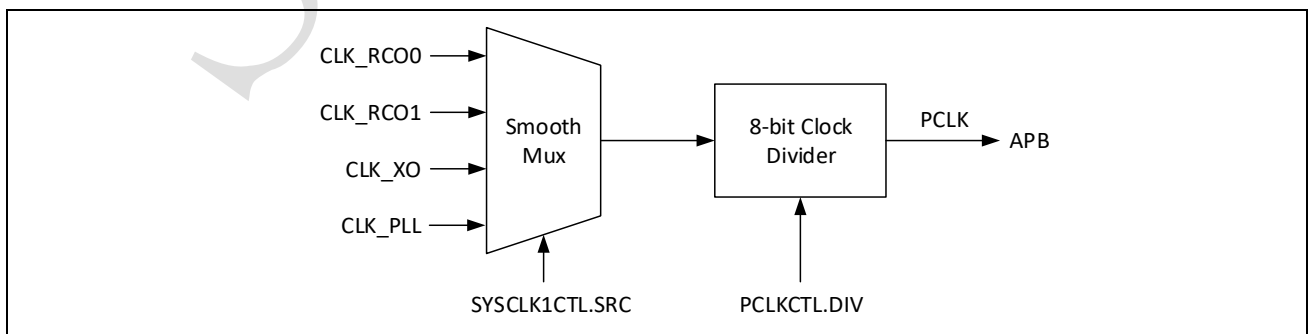 CLK_RCO0
CLK_RCO1
CLK_XO
CLK_PLL
Smooth
Mux
8-bit Clock
Divider
PCLK
APB
SYSCLK1CTL.SRC
PCLKCTL.DIV